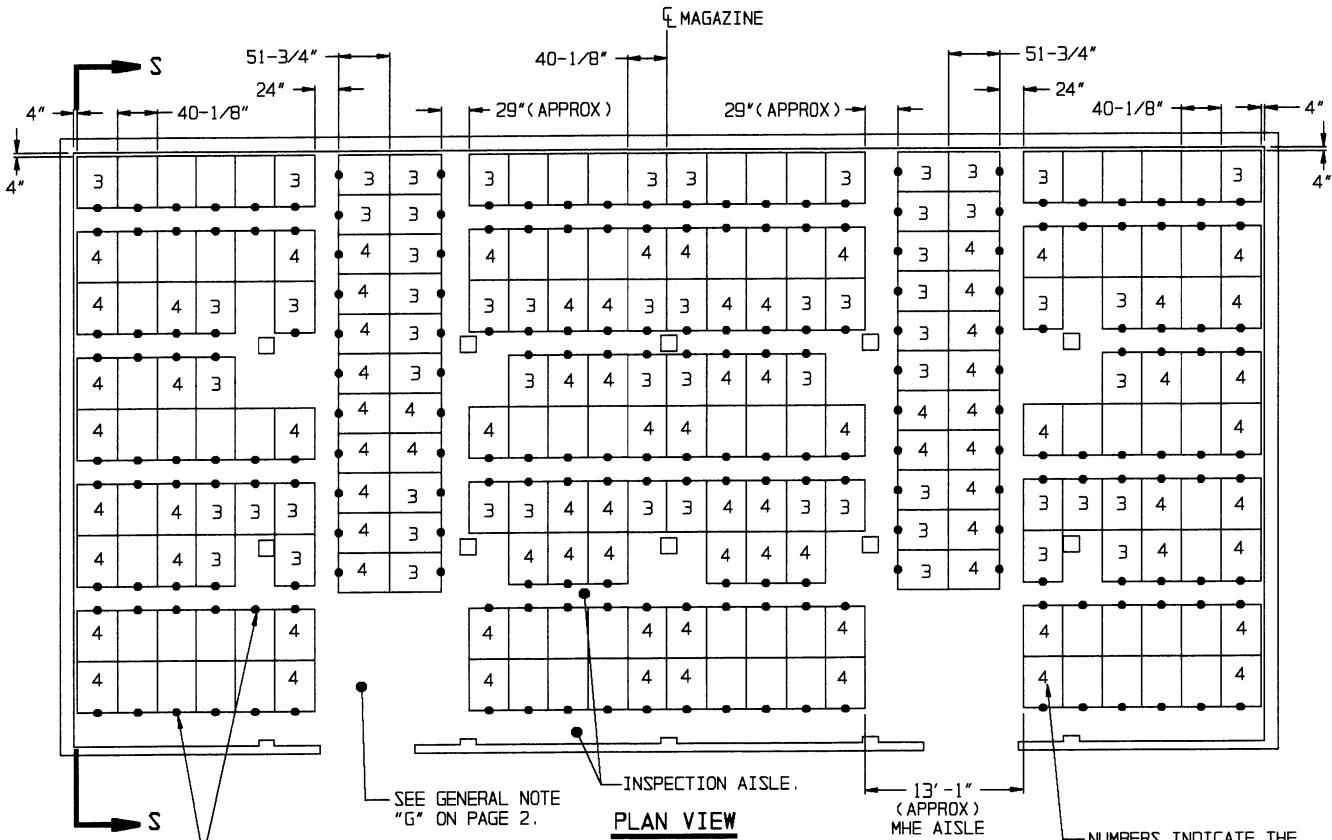 ℄ MAGAZINE
51-3/4" 40-1/8" 51-3/4"
S
24" 24"
4" 40-1/8" 29"(APPROX) 29"(APPROX) 40-1/8" 4"
4" 4"
3 3 3 3 3 3 3 3 3 3 3 3
3 3 3 3
4 4 4 3 4 4 4 4 3 4 4 4
4 4 3 3 4 3 3 3 4 4 3 3 4 4 3 3 3 4 3 3 4 4
4 3 3 4
4 4 3 4 3 3 4 4 3 3 4 4 3 3 4 3 4 4
4 4 4 4
4 4 4 4 4 4 4 4
4 4 4 4
4 4 3 3 3 4 3 3 3 4 4 3 3 4 4 3 3 3 4 3 3 3 4 4
4 3 3 4
4 4 3 3 4 4 4 4 4 4 3 3 4 4
4 3 3 4
4 4 4 4 4 4 4 4
4 4 4 4 4 4 4 4
S
SEE GENERAL NOTE
"G" ON PAGE 2.
INSPECTION AISLE.
PLAN VIEW
13'-1"
(APPROX)
MHE AISLE
NUMBERS INDICATE THE